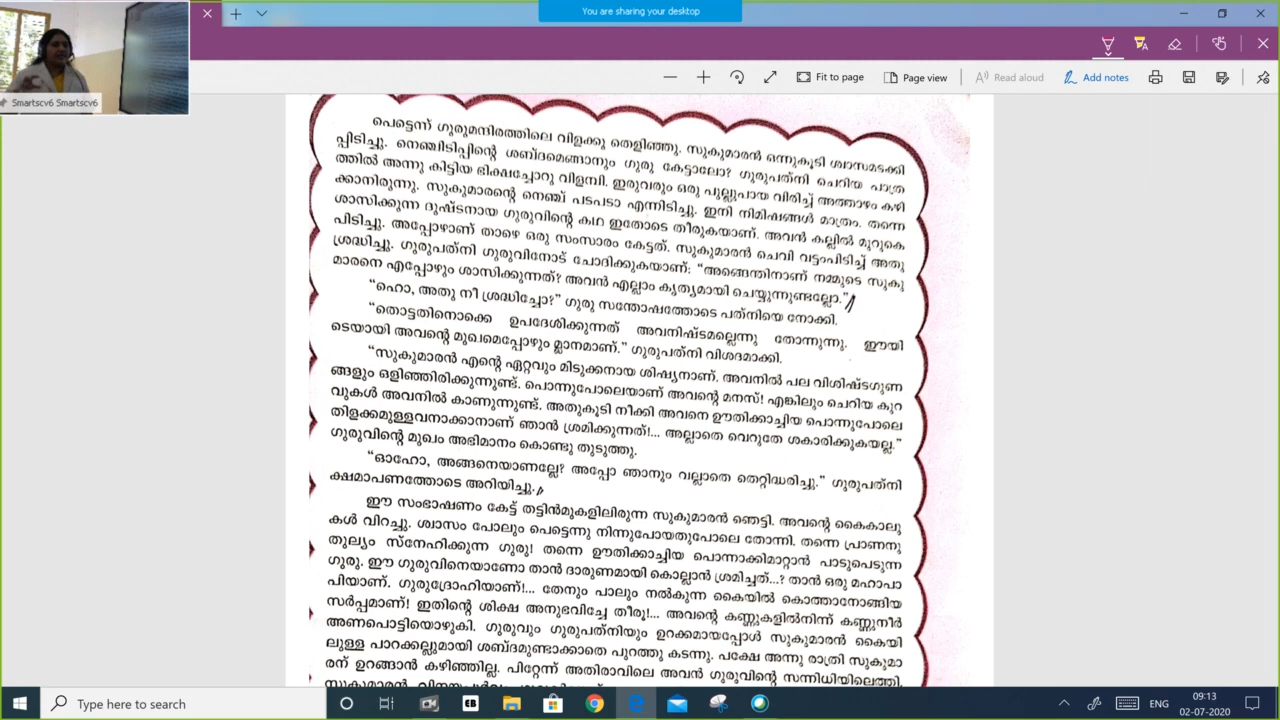 You are sharing your desktop
Smartscv6 Smartscv6
Fit to page
Page view
Read aloud
Add notes
പെട്ടെന്ന് ഗുരുമന്ദിരത്തിലെ വിളക്കു തെളിഞ്ഞു. സുകുമാരൻ ഒന്നുകൂടി ശ്വാസമടക്കി
പ്പിടിച്ചു. നെഞ്ചിടിപ്പിന്റെ ശബ്ദമെങ്ങാനും ഗുരു കേട്ടാലോ? ഗുരുപത്നി ചെറിയ പാത്ര
ത്തിൽ അന്നു കിട്ടിയ ഭിക്ഷച്ചോറു വിളമ്പി. ഇരുവരും ഒരു പുല്ലുപായ വിരിച്ച് അത്താഴം കഴി
ക്കാനിരുന്നു. സുകുമാരന്റെ നെഞ്ച് പടപടാ എന്നിടിച്ചു. ഇനി നിമിഷങ്ങൾ മാത്രം. തന്നെ
ശാസിക്കുന്ന ദുഷ്ടനായ ഗുരുവിന്റെ കഥ ഇതോടെ തീരുകയാണ്. അവൻ കല്ലിൽ മുറുകെ
പിടിച്ചു. അപ്പോഴാണ് താഴെ ഒരു സംസാരം കേട്ടത്. സുകുമാരൻ ചെവി വട്ടംപിടിച്ച് അതു
ശ്രദ്ധിച്ചു. ഗുരുപത്നി ഗുരുവിനോട് ചോദിക്കുകയാണ്: “അങ്ങെന്തിനാണ് നമ്മുടെ സുകു
മാരനെ എപ്പോഴും ശാസിക്കുന്നത്? അവൻ എല്ലാം കൃത്യമായി ചെയ്യുന്നുണ്ടല്ലോ.”
“ഹൊ, അതു നീ ശ്രദ്ധിച്ചോ?” ഗുരു സന്തോഷത്തോടെ പത്നിയെ നോക്കി.
“തൊട്ടതിനൊക്കെ ഉപദേശിക്കുന്നത് അവനിഷ്ടമല്ലെന്നു തോന്നുന്നു. ഈയി
ടെയായി അവന്റെ മുഖമെപ്പോഴും മ്ലാനമാണ്.” ഗുരുപത്നി വിശദമാക്കി.
“സുകുമാരൻ എന്റെ ഏറ്റവും മിടുക്കനായ ശിഷ്യനാണ്. അവനിൽ പല വിശിഷ്ടഗുണ
ങ്ങളും ഒളിഞ്ഞിരിക്കുന്നുണ്ട്. പൊന്നുപോലെയാണ് അവന്റെ മനസ്! എങ്കിലും ചെറിയ കുറ
വുകൾ അവനിൽ കാണുന്നുണ്ട്. അതുകൂടി നീക്കി അവനെ ഊതിക്കാച്ചിയ പൊന്നുപോലെ
തിളക്കമുള്ളവനാക്കാനാണ് ഞാൻ ശ്രമിക്കുന്നത്!... അല്ലാതെ വെറുതേ ശകാരിക്കുകയല്ല.”
ഗുരുവിന്റെ മുഖം അഭിമാനം കൊണ്ടു തുടുത്തു.
“ഓഹോ, അങ്ങനെയാണല്ലേ? അപ്പോ ഞാനും വല്ലാതെ തെറ്റിദ്ധരിച്ചു.” ഗുരുപത്നി
ക്ഷമാപണത്തോടെ അറിയിച്ചു.
ഈ സംഭാഷണം കേട്ട് തട്ടിൻമുകളിലിരുന്ന സുകുമാരൻ ഞെട്ടി. അവന്റെ കൈകാലു
കൾ വിറച്ചു. ശ്വാസം പോലും പെട്ടെന്നു നിന്നുപോയതുപോലെ തോന്നി. തന്നെ പ്രാണനു
തുല്യം സ്നേഹിക്കുന്ന ഗുരു! തന്നെ ഊതിക്കാച്ചിയ പൊന്നാക്കിമാറ്റാൻ പാടുപെടുന്ന
ഗുരു. ഈ ഗുരുവിനെയാണോ താൻ ദാരുണമായി കൊല്ലാൻ ശ്രമിച്ചത്...? താൻ ഒരു മഹാപാ
പിയാണ്. ഗുരുദ്രോഹിയാണ്!... തേനും പാലും നൽകുന്ന കൈയിൽ കൊത്താനോങ്ങിയ
സർപ്പമാണ്! ഇതിന്റെ ശിക്ഷ അനുഭവിച്ചേ തീരൂ!... അവന്റെ കണ്ണുകളിൽനിന്ന് കണ്ണുനീർ
അണപൊട്ടിയൊഴുകി. ഗുരുവും ഗുരുപത്നിയും ഉറക്കമായപ്പോൾ സുകുമാരൻ കൈയി
ലുള്ള പാറക്കല്ലുമായി ശബ്ദമുണ്ടാക്കാതെ പുറത്തു കടന്നു. പക്ഷേ അന്നു രാത്രി സുകുമാ
രന് ഉറങ്ങാൻ കഴിഞ്ഞില്ല. പിറ്റേന്ന് അതിരാവിലെ അവൻ ഗുരുവിന്റെ സന്നിധിയിലെത്തി.
സുകുമാരൻ
Type here to search
ENG
09:13
02-07-2020